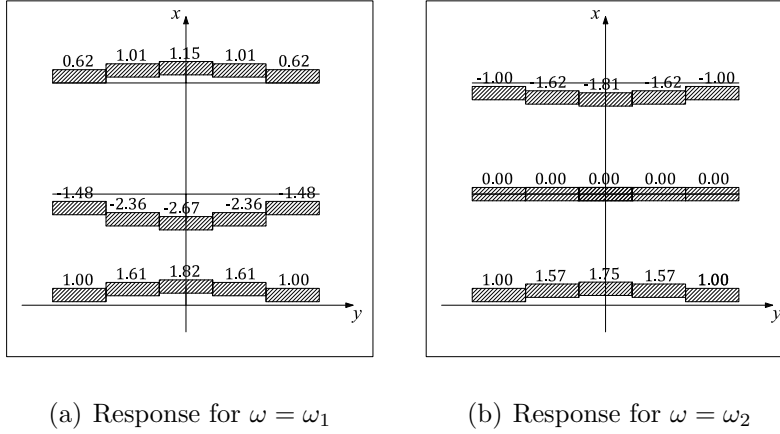 x
0.62 1.01 1.15 1.01 0.62
-1.48 -2.36 -2.67 -2.36 -1.48
1.00 1.61 1.82 1.61 1.00
y
(a) Response for ω = ω₁
x
-1.00 -1.62 -1.81 -1.62 -1.00
0.00 0.00 0.00 0.00 0.00
1.00 1.57 1.75 1.57 1.00
y
(b) Response for ω = ω₂